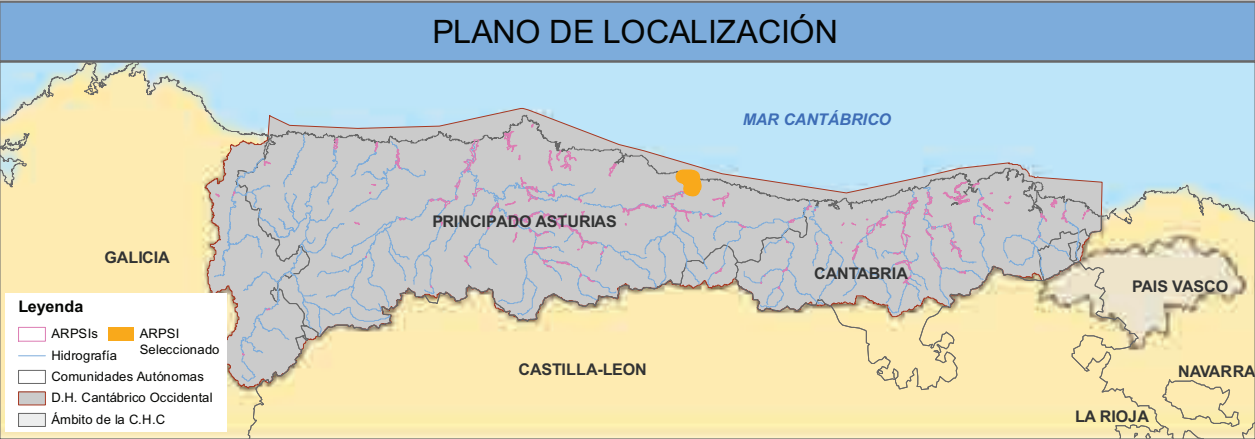 PLANO DE LOCALIZACIÓN
MAR CANTÁBRICO
PRINCIPADO ASTURIAS
GALICIA
CANTABRIA
PAIS VASCO
CASTILLA-LEON
NAVARRA
LA RIOJA
Leyenda
ARPSIs
ARPSI
Seleccionado
Hidrografía
Comunidades Autónomas
D.H. Cantábrico Occidental
Ámbito de la C.H.C